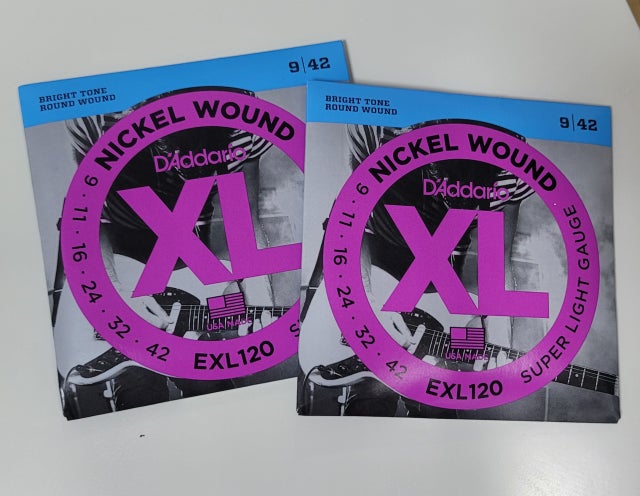 BRIGHT TONE
ROUND WOUND
9|42
NICKEL WOUND
D'Addario
XL
9 · 11 · 16 · 24 · 32 · 42
USA MADE
EXL120
BRIGHT TONE
ROUND WOUND
9|42
NICKEL WOUND
D'Addario
XL
9 · 11 · 16 · 24 · 32 · 42
USA MADE
EXL120
SUPER LIGHT GAUGE